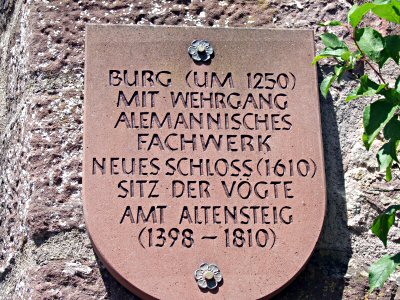 BURG (UM 1250)
MIT WEHRGANG
ALEMANNISCHES
FACHWERK
NEUES SCHLOSS (1610)
SITZ DER VÖGTE
AMT ALTENSTEIG
(1398 – 1810)